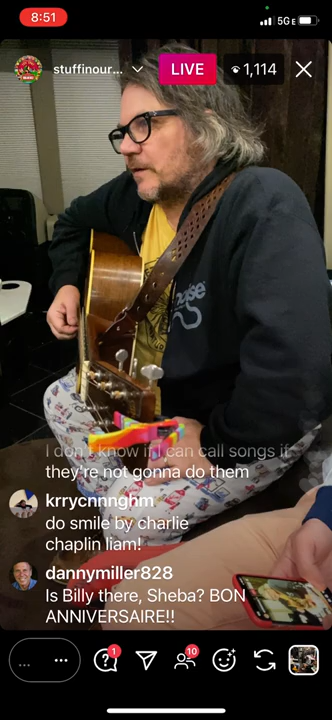 8:51
5GE
stuffinour...
LIVE
1,114
I don't know if I can call songs if
they're not gonna do them
krrycnnnghm
do smile by charlie
chaplin liam!
dannymiller828
Is Billy there, Sheba? BON
ANNIVERSAIRE!!
...
1
10